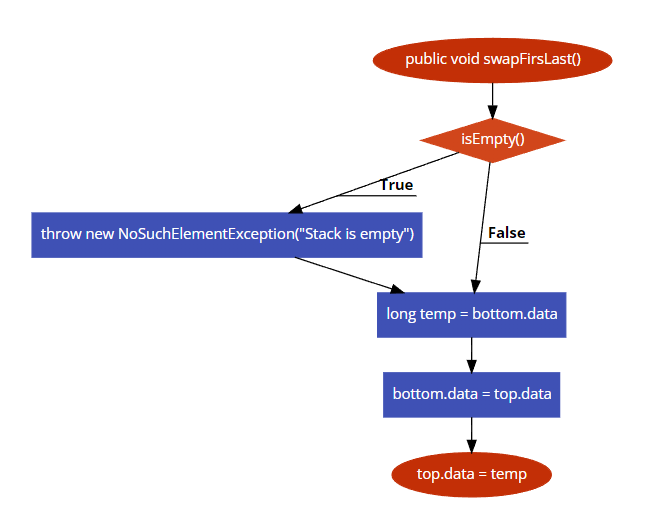 public void swapFirsLast()
isEmpty()
True
throw new NoSuchElementException("Stack is empty")
False
long temp = bottom.data
bottom.data = top.data
top.data = temp